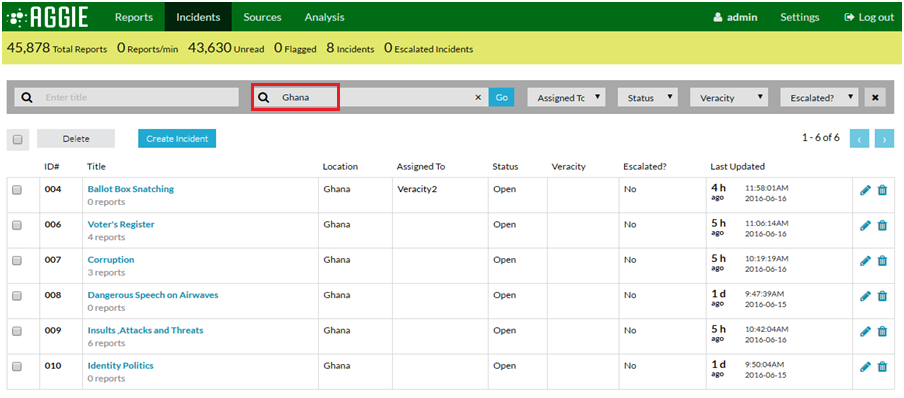 AGGIE Reports Incidents Sources Analysis admin Settings Log out
45,878 Total Reports 0 Reports/min 43,630 Unread 0 Flagged 8 Incidents 0 Escalated Incidents
Enter title Ghana × Go Assigned Tc Status Veracity Escalated? ×
Delete Create Incident 1 - 6 of 6 ‹ ›
ID# Title Location Assigned To Status Veracity Escalated? Last Updated
004 Ballot Box Snatching Ghana Veracity2 Open No 4 h 11:58:01AM
0 reports ago 2016-06-16
006 Voter's Register Ghana Open No 5 h 11:06:14AM
4 reports ago 2016-06-16
007 Corruption Ghana Open No 5 h 10:19:19AM
3 reports ago 2016-06-16
008 Dangerous Speech on Airwaves Ghana Open No 1 d 9:47:39AM
0 reports ago 2016-06-15
009 Insults ,Attacks and Threats Ghana Open No 5 h 10:42:04AM
6 reports ago 2016-06-16
010 Identity Politics Ghana Open No 1 d 9:50:04AM
0 reports ago 2016-06-15